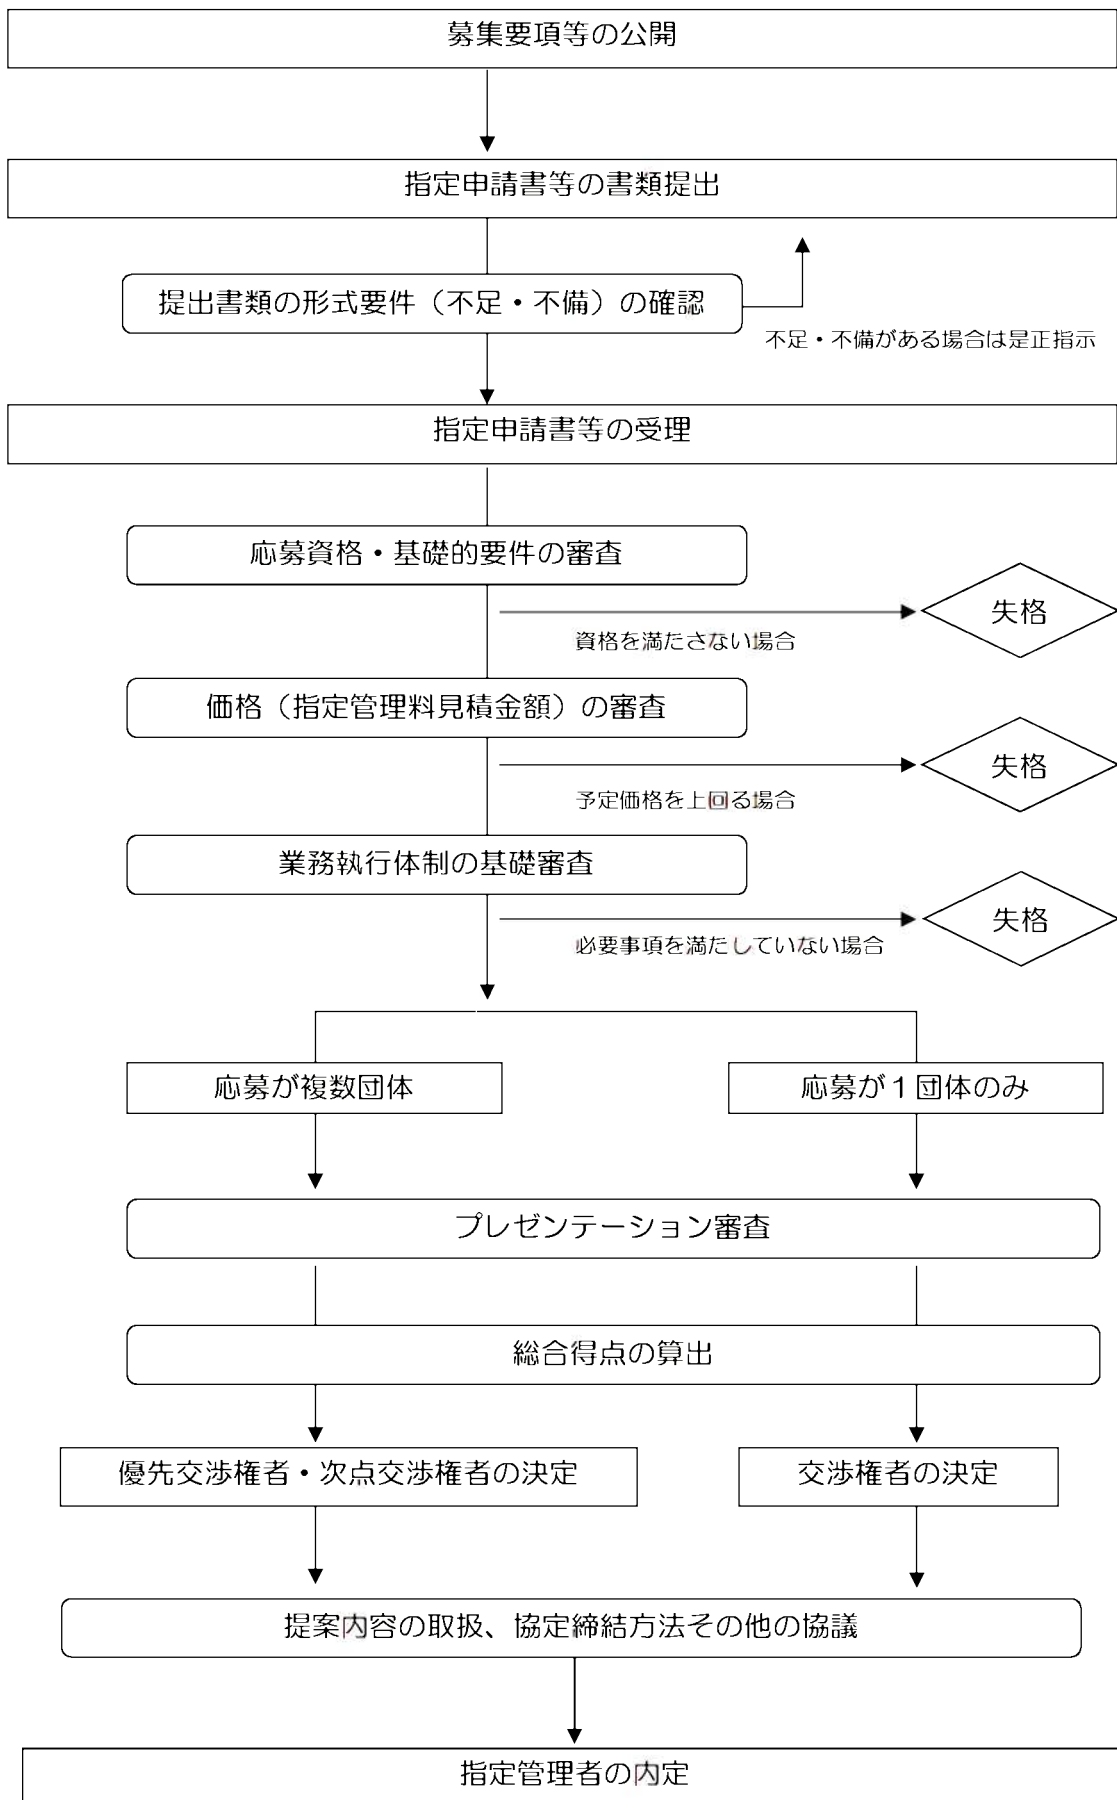 募集要項等の公開
指定申請書等の書類提出
提出書類の形式要件（不足・不備）の確認
不足・不備がある場合は是正指示
指定申請書等の受理
応募資格・基礎的要件の審査
失格
資格を満たさない場合
価格（指定管理料見積金額）の審査
失格
予定価格を上回る場合
業務執行体制の基礎審査
失格
必要事項を満たしていない場合
応募が複数団体
応募が１団体のみ
プレゼンテーション審査
総合得点の算出
優先交渉権者・次点交渉権者の決定
交渉権者の決定
提案内容の取扱、協定締結方法その他の協議
指定管理者の内定